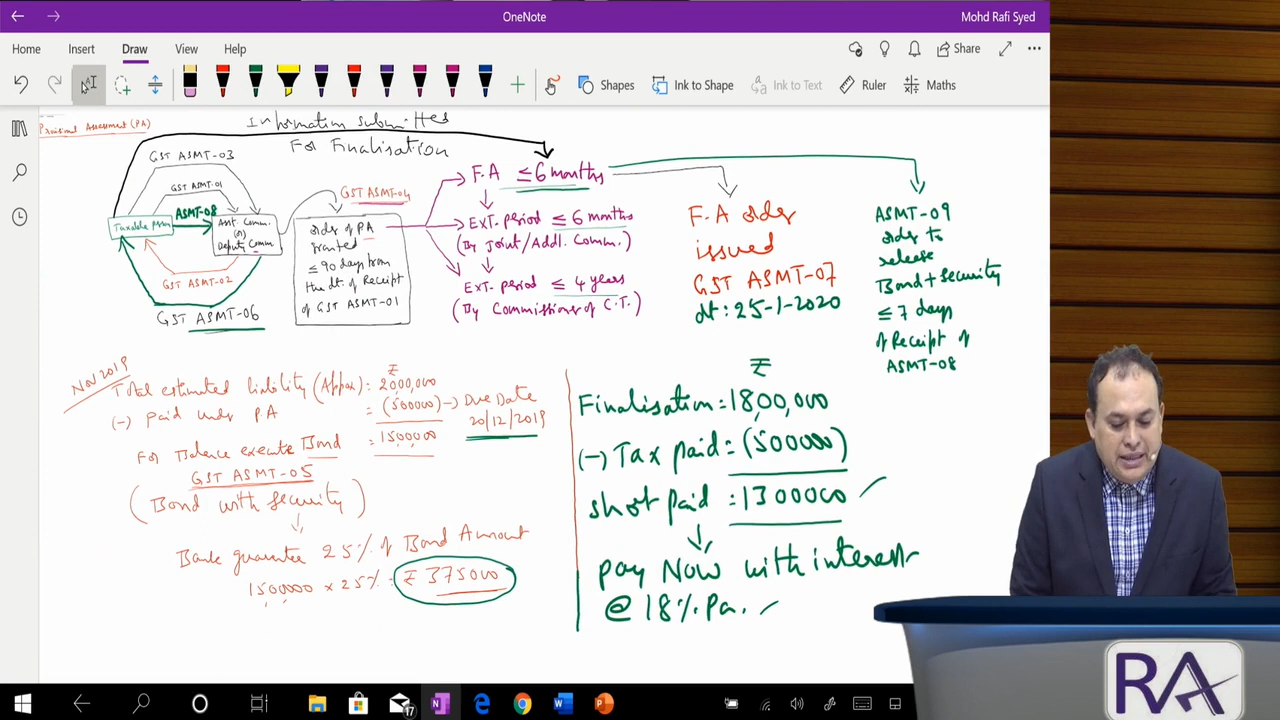 OneNote
Mohd Rafi Syed
Home Insert Draw View Help
Share
Shapes
Ink to Shape
Ink to Text
Ruler
Maths
Provisional Assessment (PA)
Information submitted
For Finalisation
GST ASMT-03
GST ASMT-01
ASMT-08
Taxable Person
Asst. Comm.
(or)
Deputy Comm
GST ASMT-02
GST ASMT-06
GST ASMT-04
order of PA
granted
≤ 90 days from
the dt. of Receipt
of GST ASMT-01
F.A ≤ 6 months
EXT. period ≤ 6 months
(By Joint/Addl. Comm.)
EXT. period ≤ 4 years
(By Commissioner of C.T.)
F.A order
issued
GST ASMT-07
dt: 25-1-2020
ASMT-09
order to
release
Bond + Security
≤ 7 days
of Receipt of
ASMT-08
Nov 2019
₹
Total estimated liability (Appx) = 2000,000
(-) Paid under PA = (500000) → Due Date
20/12/2019
For Balance execute Bond = 1500000
GST ASMT-05
(Bond with Security)
Bank guarantee 25% of Bond Amount
1500000 x 25% = ₹ 375000
₹
Finalisation = 1800,000
(-) Tax paid = (500000)
short paid = 1300000
pay Now with interest
@ 18% Pa.
RA
17